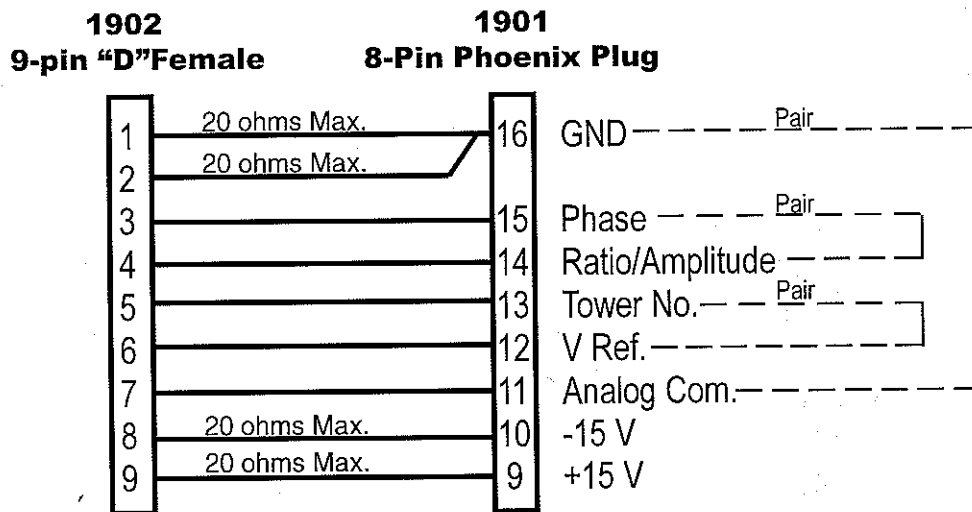 1902 1901
9-pin “D”Female 8-Pin Phoenix Plug
1 20 ohms Max. 16 GND Pair
2 20 ohms Max.
3 15 Phase Pair
4 14 Ratio/Amplitude
5 13 Tower No. Pair
6 12 V Ref.
7 11 Analog Com.
8 20 ohms Max. 10 -15 V
9 20 ohms Max. 9 +15 V